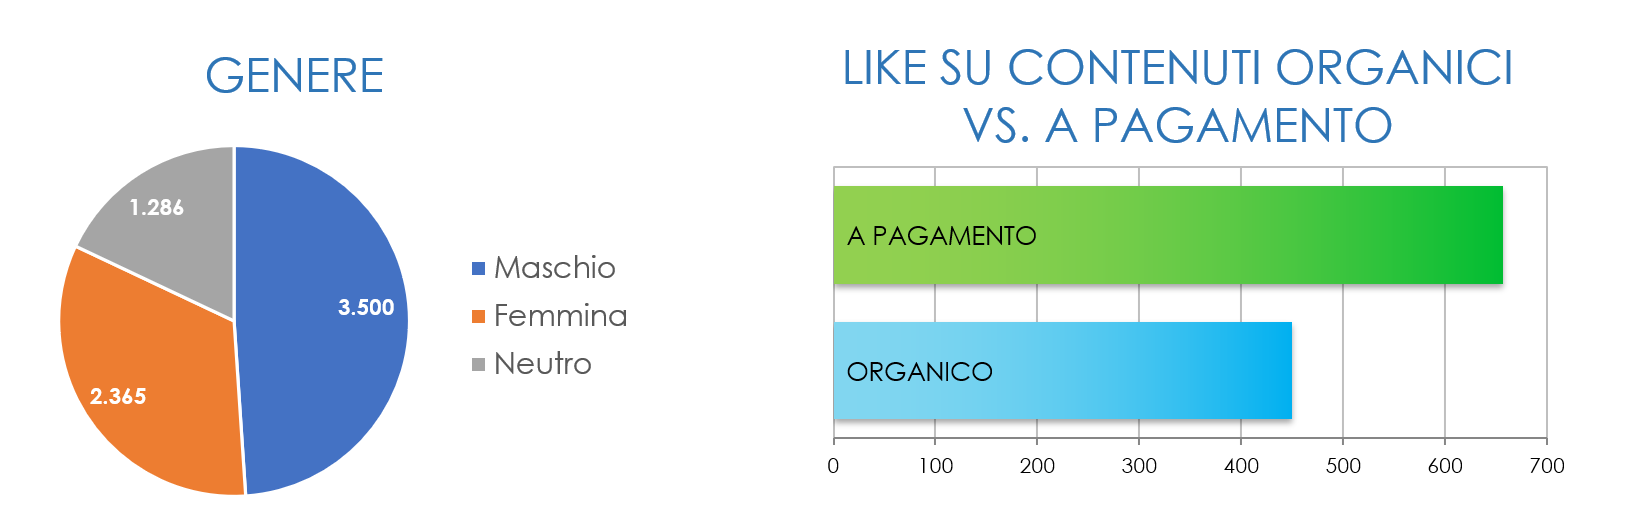 GENERE
1.286
3.500
2.365
Maschio
Femmina
Neutro
LIKE SU CONTENUTI ORGANICI
VS. A PAGAMENTO
A PAGAMENTO
ORGANICO
0 100 200 300 400 500 600 700